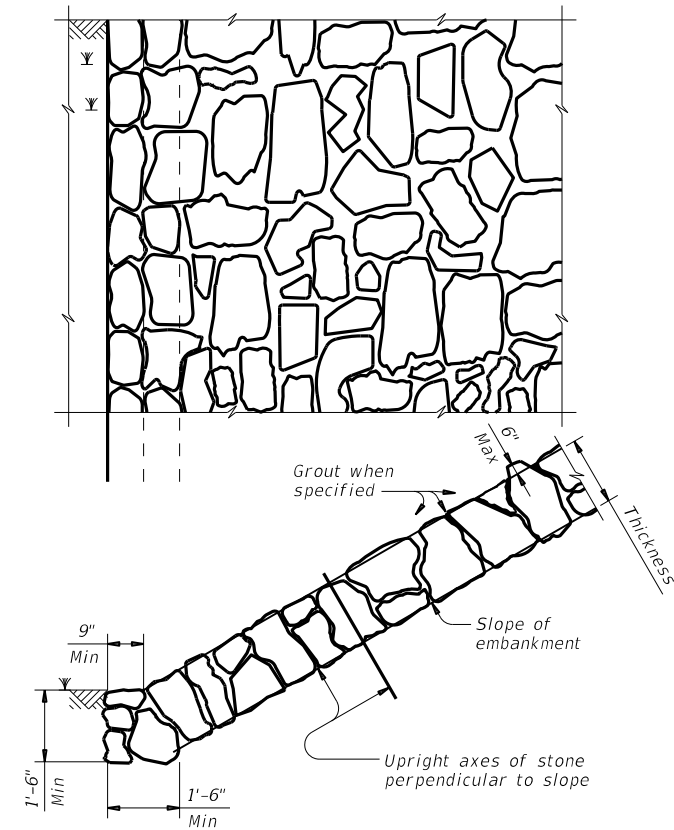 6"
Max
Grout when
specified
Thickness
9"
Min
Slope of
embankment
1'-6"
Min
Upright axes of stone
perpendicular to slope
1'-6"
Min